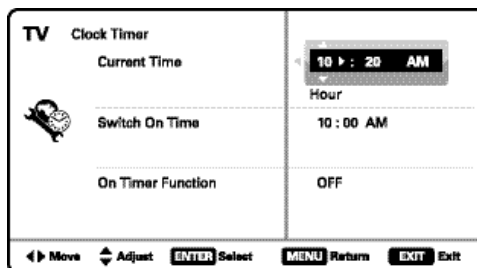 TV Clock Timer
Current Time 10 : 20 AM
Hour
Switch On Time 10 : 00 AM
On Timer Function OFF
Move Adjust ENTER Select MENU Return EXIT Exit